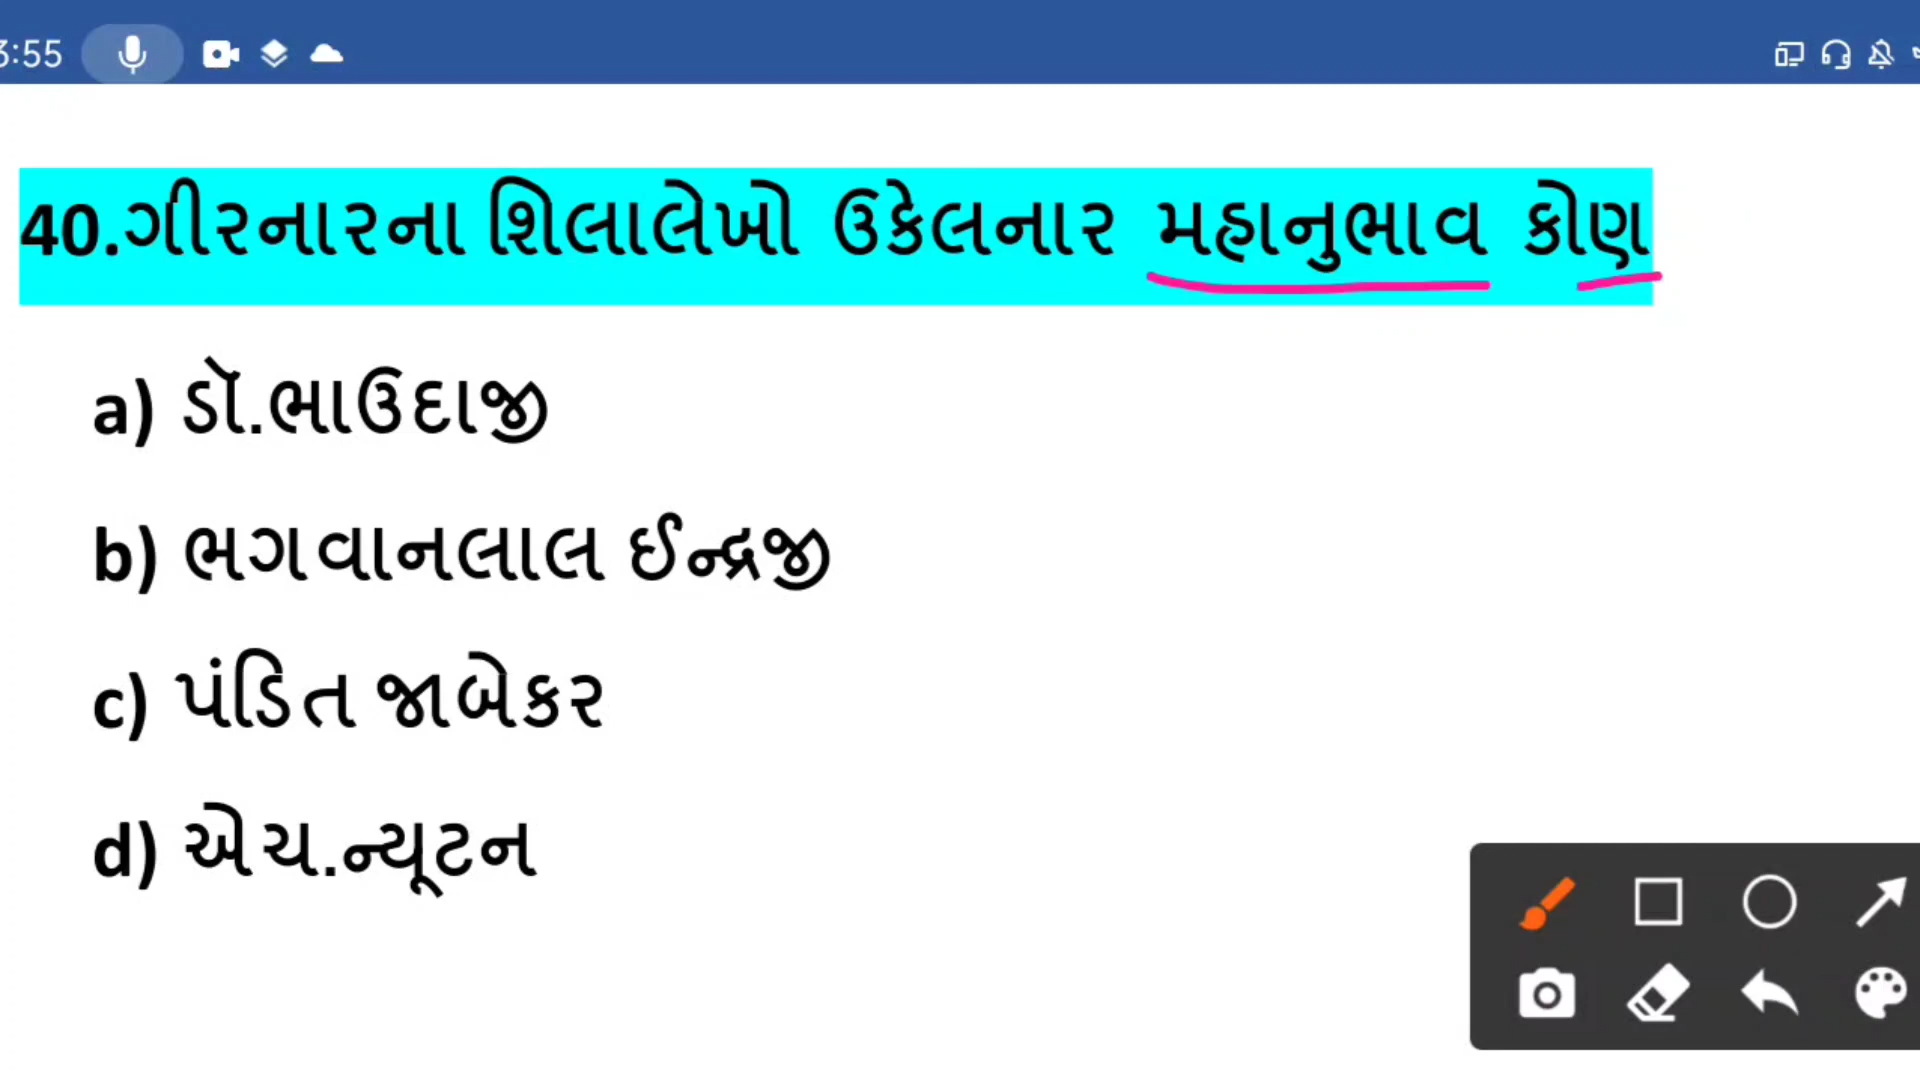 3:55
40.ગીરનારના શિલાલેખો ઉકેલનાર મહાનુભાવ કોણ
a) ડૉ.ભાઉદાજી
b) ભગવાનલાલ ઈન્દ્રજી
c) પંડિત જાબેકર
d) એચ.ન્યૂટન